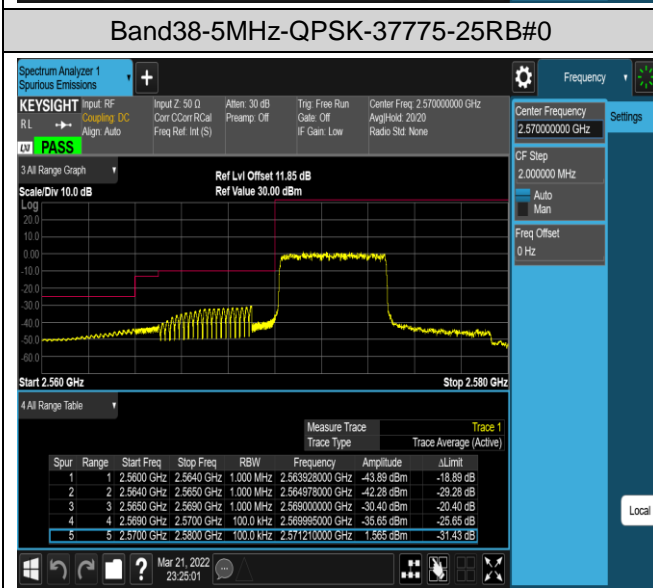 Band38-5MHz-QPSK-37775-25RB#0
Spectrum Analyzer 1
Spurious Emissions
+
Frequency
KEYSIGHT
R L
Input: RF
Coupling: DC
Align: Auto
Input Z: 50 Ω
Corr CCorr RCal
Freq Ref: Int (S)
Atten: 30 dB
Preamp: Off
Trig: Free Run
Gate: Off
IF Gain: Low
Center Freq: 2.570000000 GHz
Avg|Hold: 20/20
Radio Std: None
LXI PASS
Center Frequency
2.570000000 GHz
Settings
CF Step
2.000000 MHz
Auto
Man
Freq Offset
0 Hz
Local
3 All Range Graph
Scale/Div 10.0 dB
Ref Lvl Offset 11.85 dB
Ref Value 30.00 dBm
Log
20.0
10.0
0.00
-10.0
-20.0
-30.0
-40.0
-50.0
-60.0
Start 2.560 GHz
Stop 2.580 GHz
4 All Range Table
Measure Trace Trace 1
Trace Type Trace Average (Active)
Spur Range Start Freq Stop Freq RBW Frequency Amplitude ΔLimit
1 1 2.5600 GHz 2.5640 GHz 1.000 MHz 2.563928000 GHz -43.89 dBm -18.89 dB
2 2 2.5640 GHz 2.5650 GHz 1.000 MHz 2.564978000 GHz -42.28 dBm -29.28 dB
3 3 2.5650 GHz 2.5690 GHz 1.000 MHz 2.569000000 GHz -30.40 dBm -20.40 dB
4 4 2.5690 GHz 2.5700 GHz 100.0 kHz 2.569995000 GHz -35.65 dBm -25.65 dB
5 5 2.5700 GHz 2.5800 GHz 100.0 kHz 2.571210000 GHz 1.565 dBm -31.43 dB
?
Mar 21, 2022
23:25:01